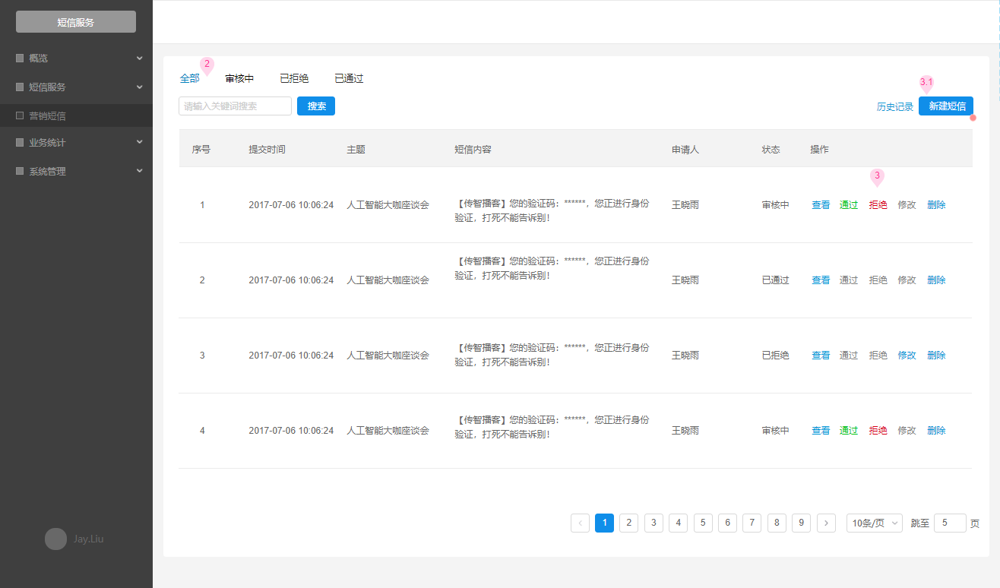 短信服务
概览
短信服务
营销短信
业务统计
系统管理
Jay.Liu
2
全部 审核中 已拒绝 已通过
3.1
请输入关键词搜索 搜索 历史记录 新建短信
序号 提交时间 主题 短信内容 申请人 状态 操作
3
1 2017-07-06 10:06:24 人工智能大咖座谈会 【传智播客】您的验证码：******，您正进行身份 王晓雨 审核中 查看 通过 拒绝 修改 删除
验证，打死不能告诉别！
【传智播客】您的验证码：******，您正进行身份
验证，打死不能告诉别！
2 2017-07-06 10:06:24 人工智能大咖座谈会 王晓雨 已通过 查看 通过 拒绝 修改 删除
【传智播客】您的验证码：******，您正进行身份
3 2017-07-06 10:06:24 人工智能大咖座谈会 王晓雨 已拒绝 查看 通过 拒绝 修改 删除
验证，打死不能告诉别！
【传智播客】您的验证码：******，您正进行身份
4 2017-07-06 10:06:24 人工智能大咖座谈会 王晓雨 审核中 查看 通过 拒绝 修改 删除
验证，打死不能告诉别！
1 2 3 4 5 6 7 8 9 10条/页 跳至 5 页